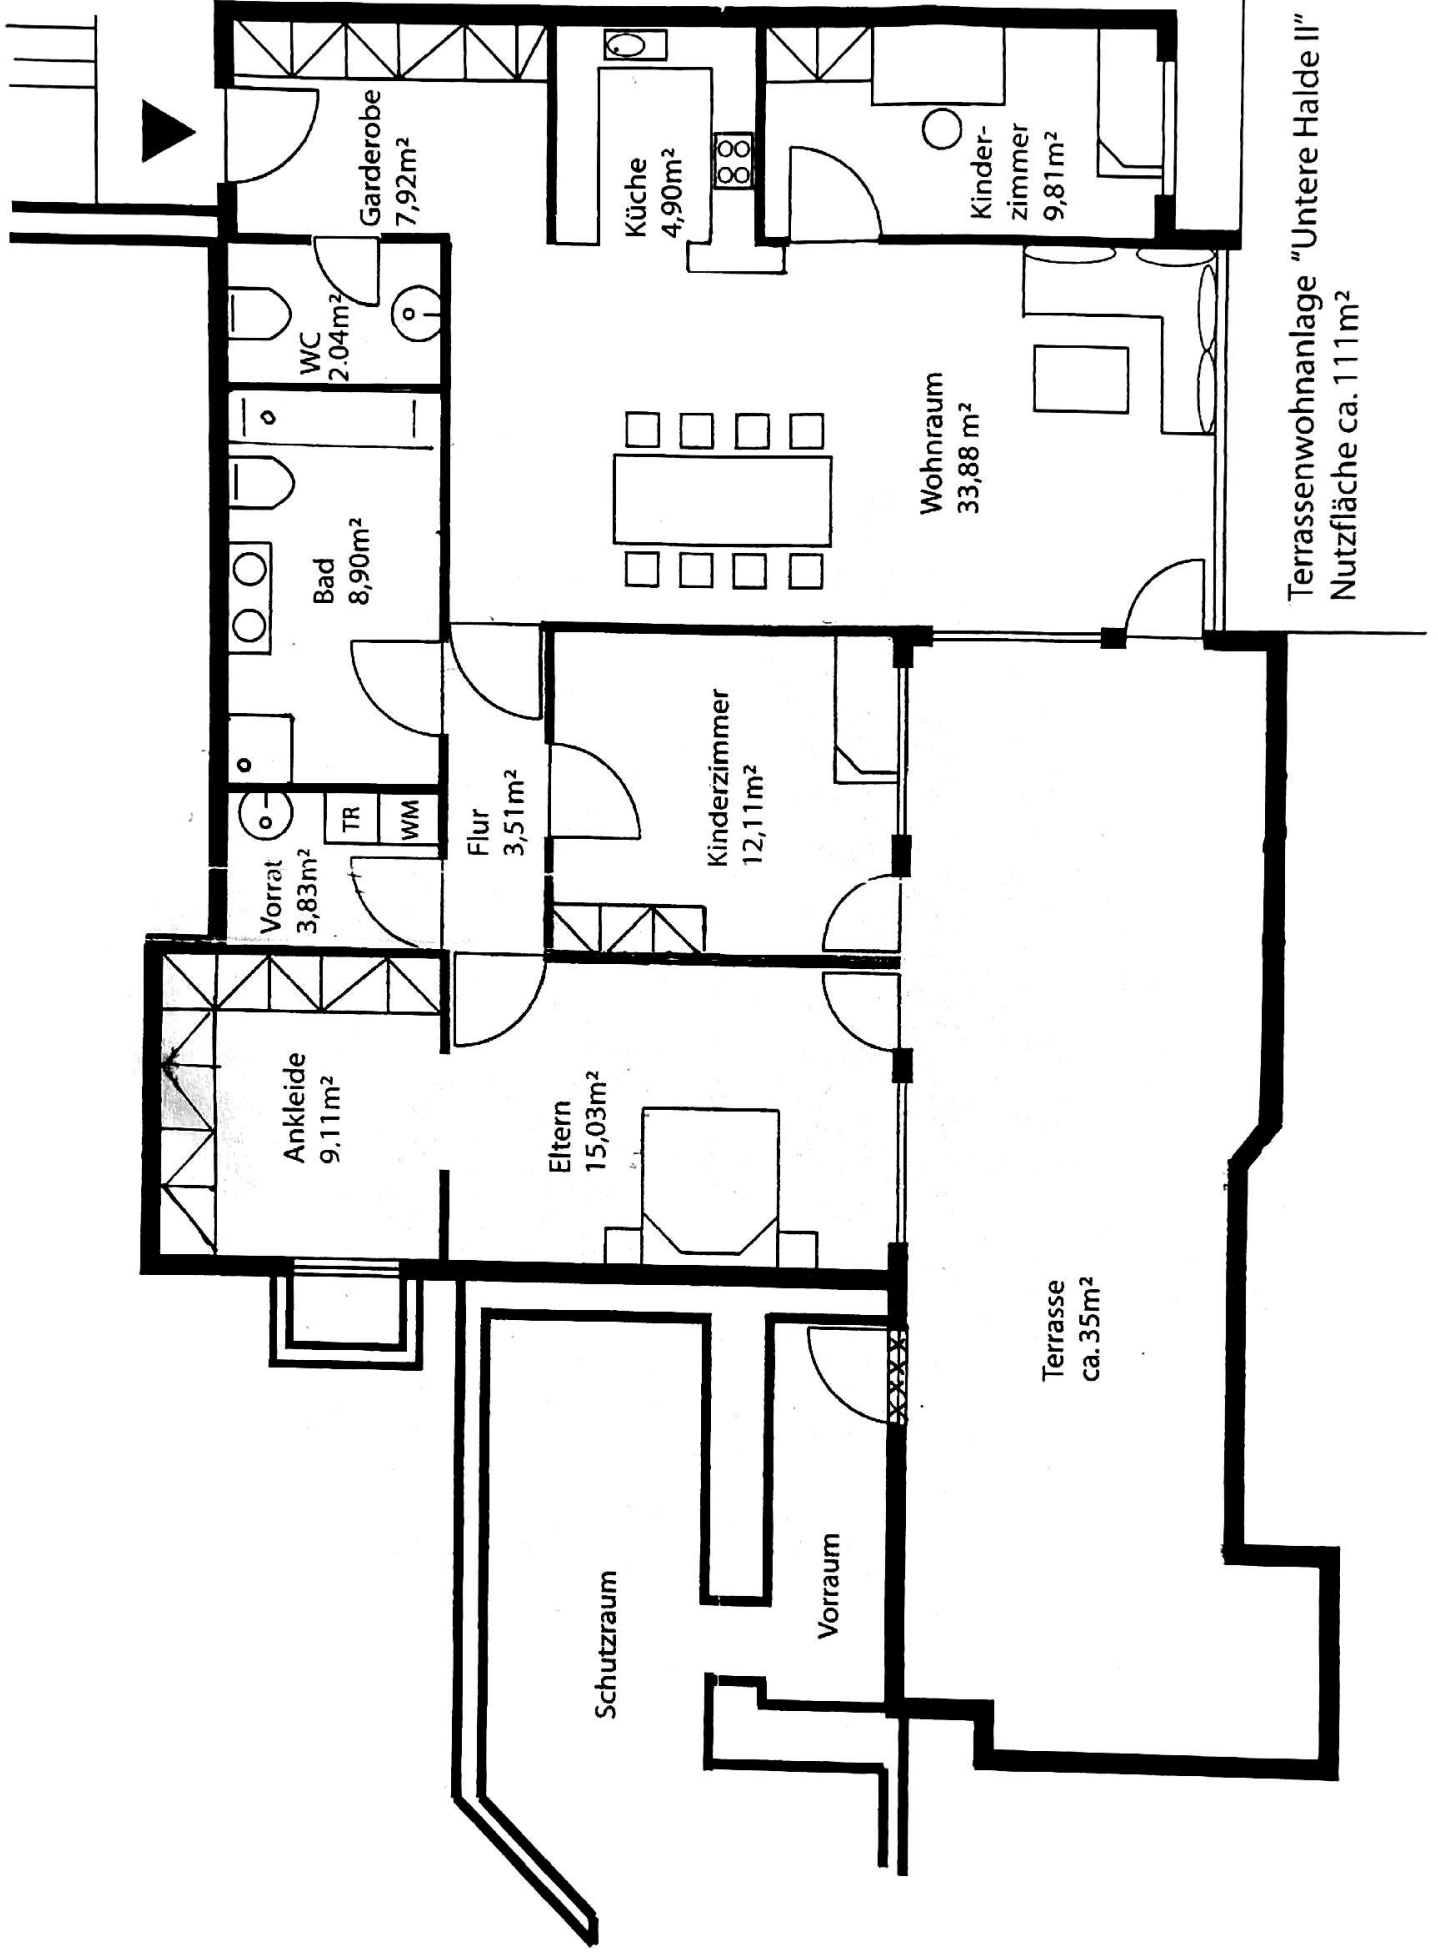 Garderobe
7,92m²
Küche
4,90m²
Kinder-
zimmer
9,81m²
WC
2.04m²
Bad
8,90m²
Wohnraum
33,88 m²
Vorrat
3,83m²
TR
WM
Flur
3,51m²
Kinderzimmer
12,11m²
Ankleide
9.11m²
Eltern
15,03m²
Schutzraum
Vorraum
Terrasse
ca. 35m²
Terrassenwohnanlage "Untere Halde II"
Nutzfläche ca. 111m²